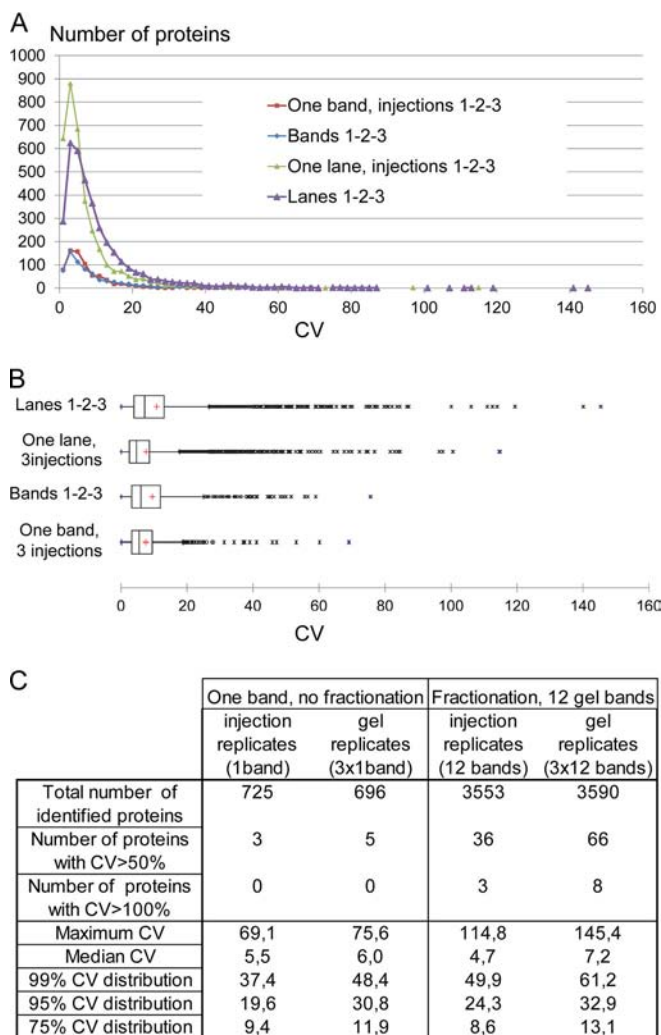 A
Number of proteins
1000
900
800
700
600
500
400
300
200
100
0
One band, injections 1-2-3
Bands 1-2-3
One lane, injections 1-2-3
Lanes 1-2-3
0 20 40 60 80 100 120 140 160
CV
B
Lanes 1-2-3
One lane,
3injections
Bands 1-2-3
One band,
3 injections
0 20 40 60 80 100 120 140 160
CV
C
One band, no fractionation Fractionation, 12 gel bands
injection gel injection gel
replicates replicates replicates replicates
(1band) (3x1band) (12 bands) (3x12 bands)
Total number of identified proteins 725 696 3553 3590
Number of proteins with CV>50% 3 5 36 66
Number of proteins with CV>100% 0 0 3 8
Maximum CV 69,1 75,6 114,8 145,4
Median CV 5,5 6,0 4,7 7,2
99% CV distribution 37,4 48,4 49,9 61,2
95% CV distribution 19,6 30,8 24,3 32,9
75% CV distribution 9,4 11,9 8,6 13,1